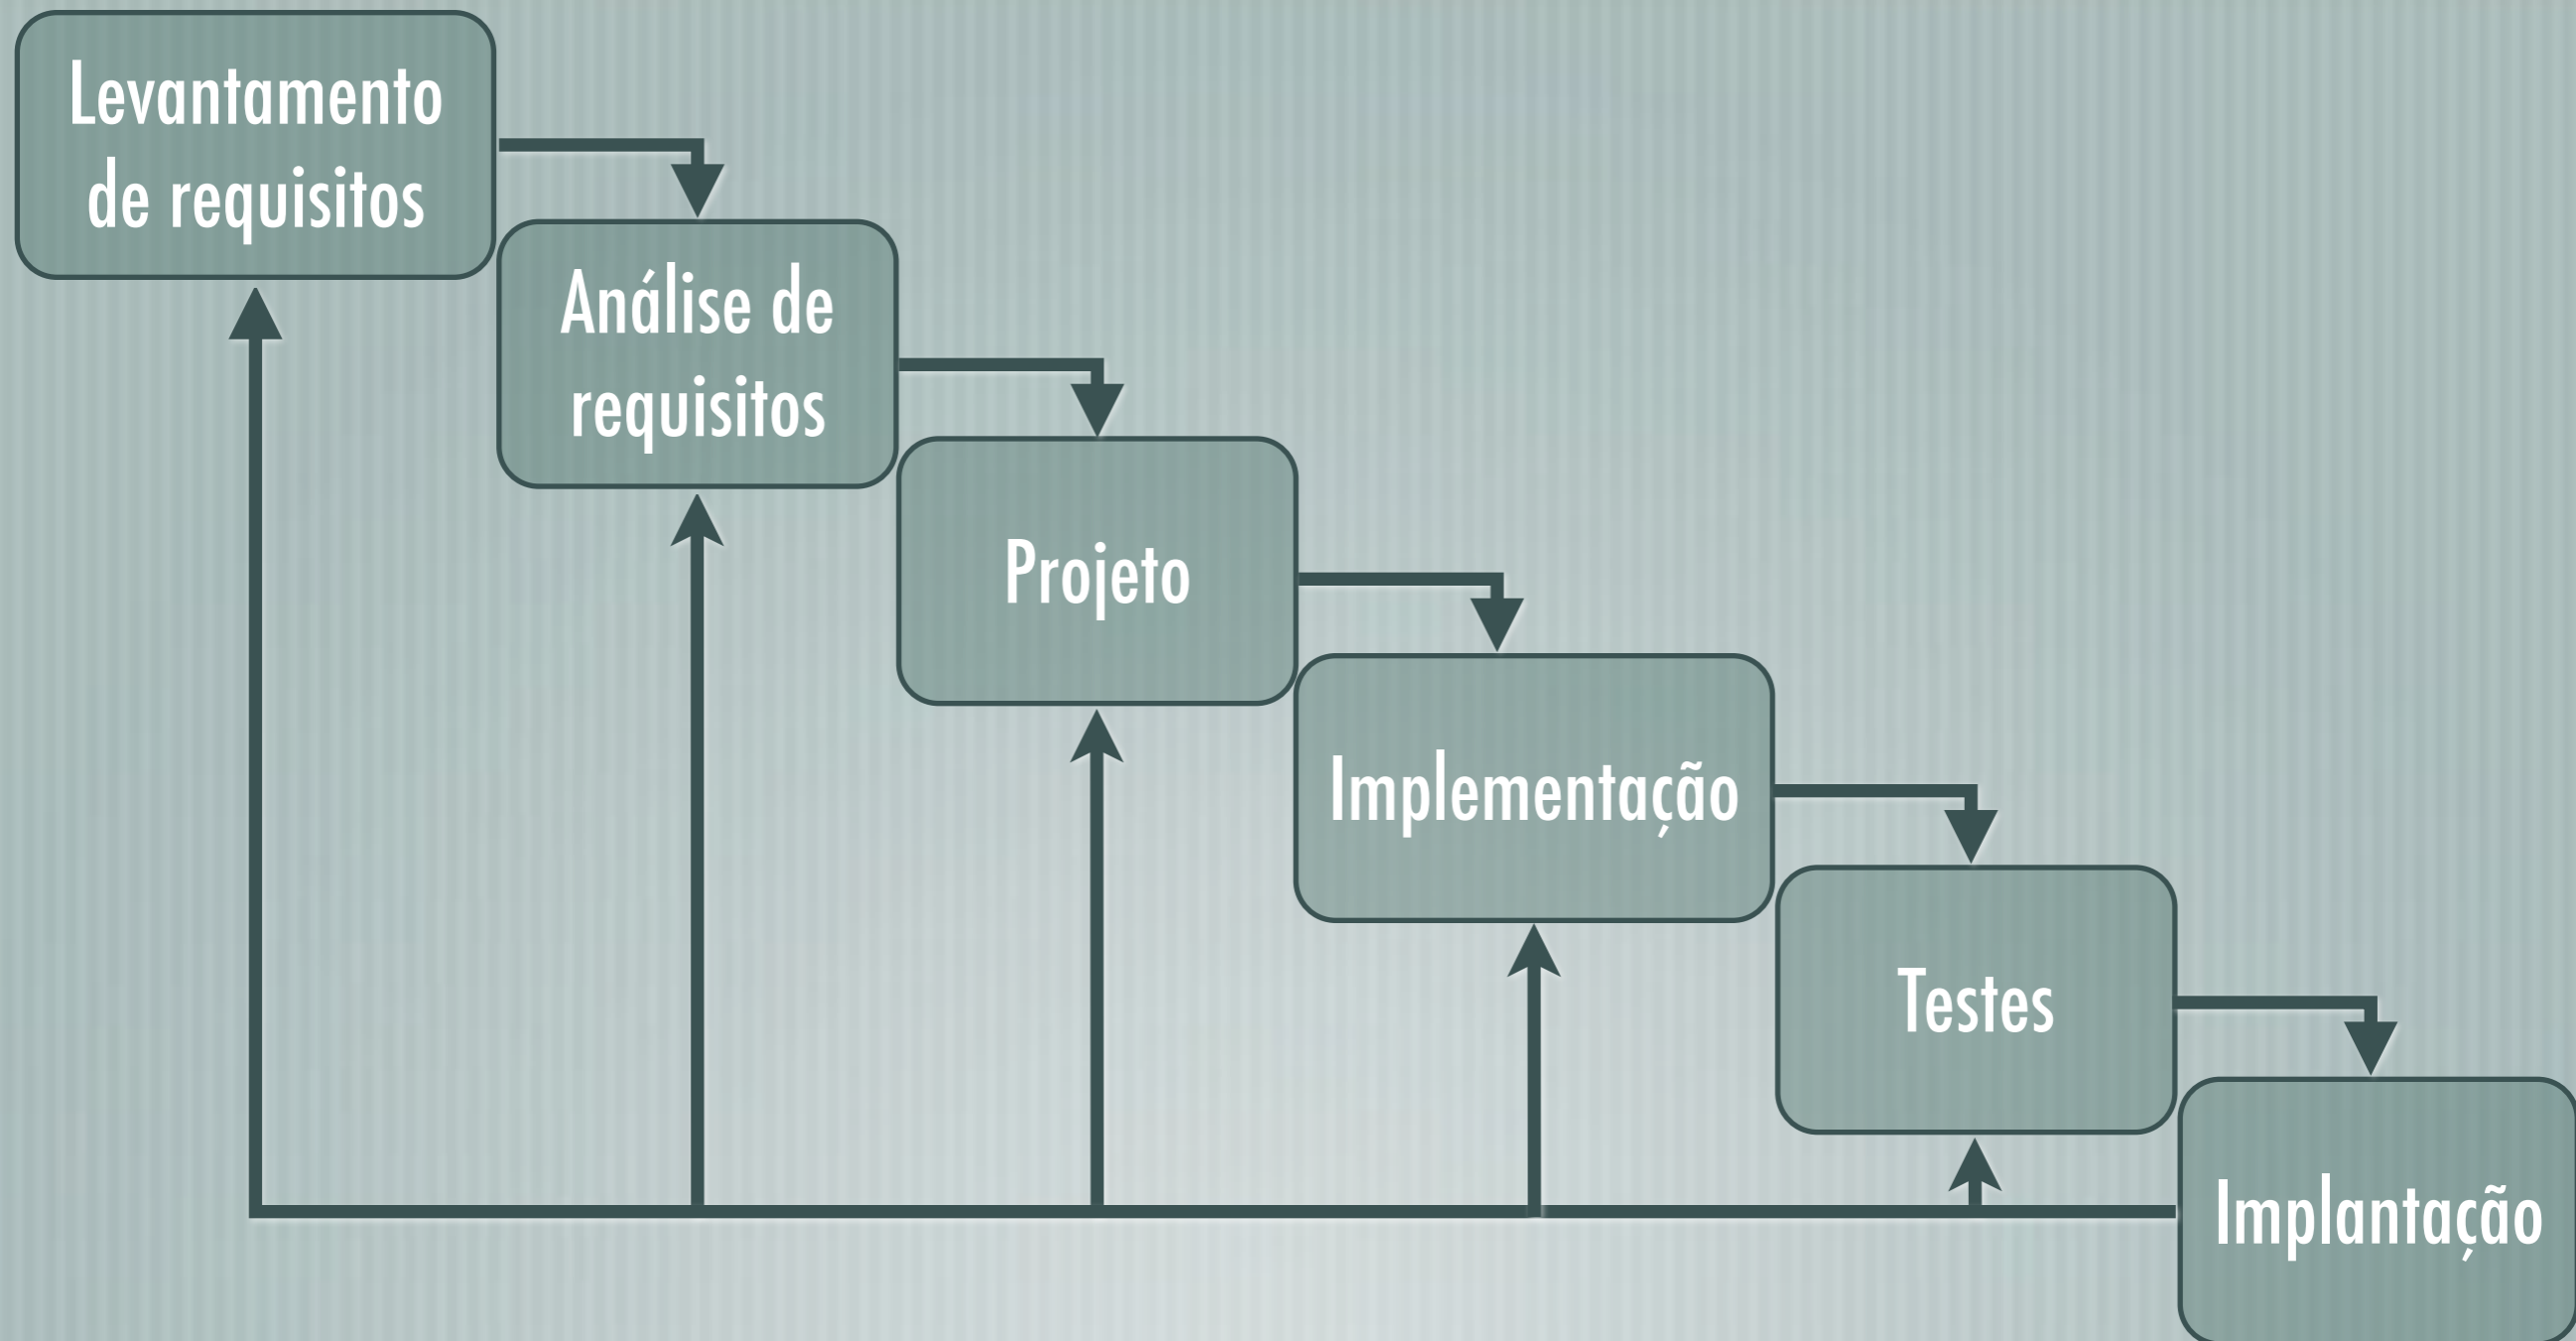 Levantamento
de requisitos
Análise de
requisitos
Projeto
Implementação
Testes
Implantação